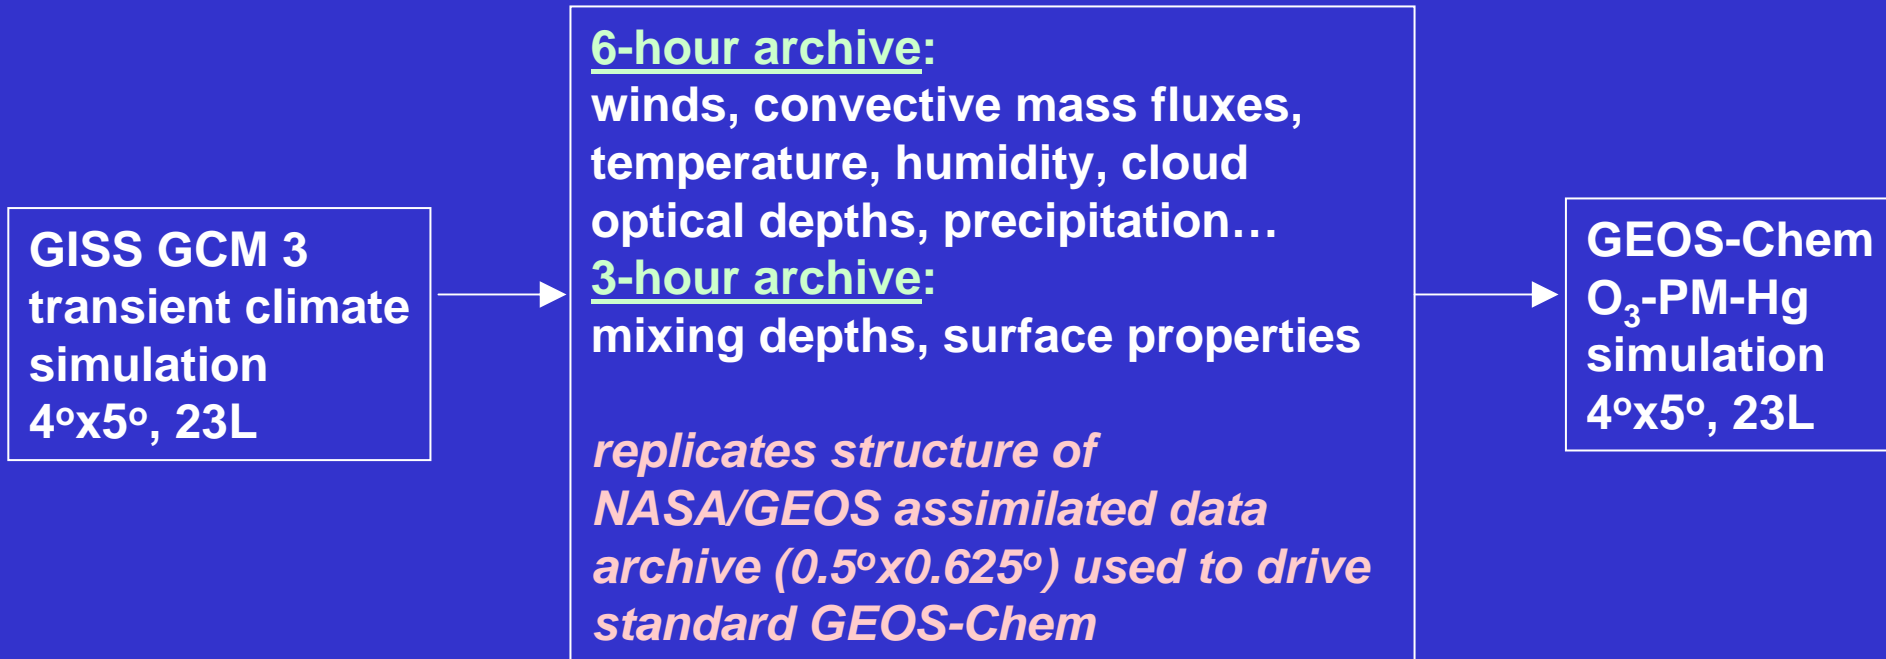 GISS GCM 3
transient climate
simulation
4ºx5º, 23L
6-hour archive:
winds, convective mass fluxes,
temperature, humidity, cloud
optical depths, precipitation…
3-hour archive:
mixing depths, surface properties
replicates structure of
NASA/GEOS assimilated data
archive (0.5ºx0.625º) used to drive
standard GEOS-Chem
GEOS-Chem
O₃-PM-Hg
simulation
4ºx5º, 23L